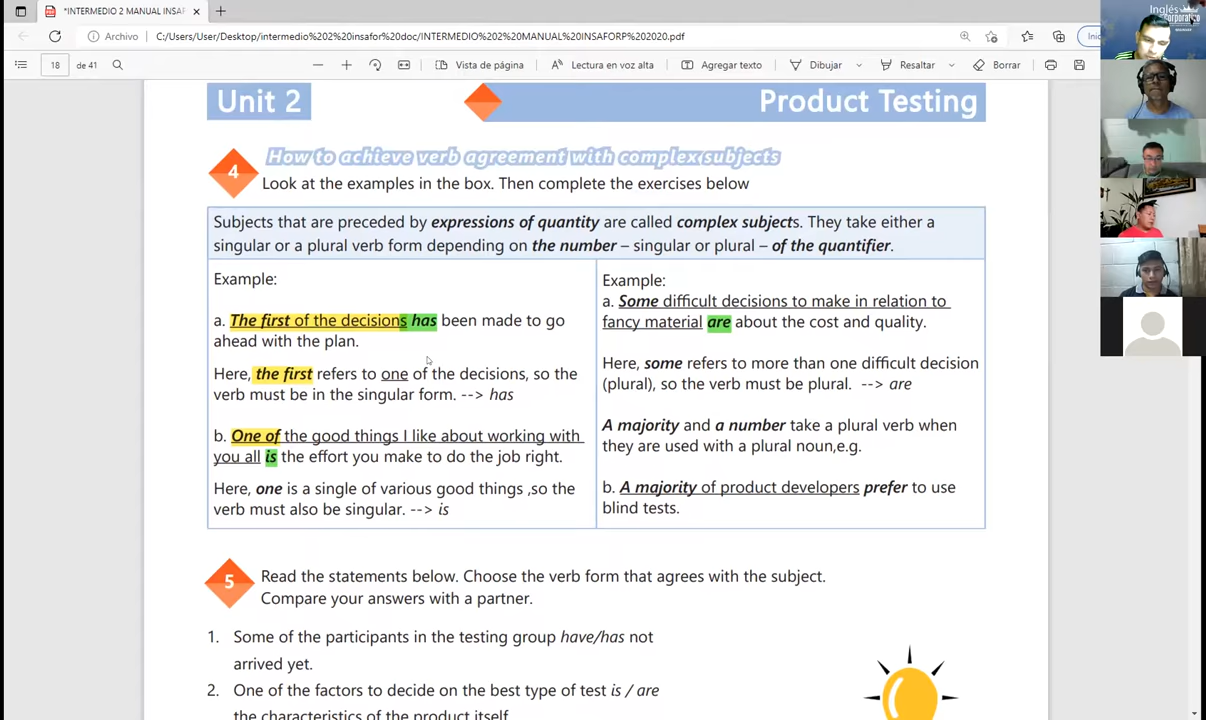 *INTERMEDIO 2 MANUAL INSAF
Archivo
C:/Users/User/Desktop/intermedio%202%20insafor%20doc/INTERMEDIO%202%20MANUAL%20INSAFORP%202020.pdf
18
de 41
Vista de página
Lectura en voz alta
Agregar texto
Dibujar
Resaltar
Borrar
Inglés
Unit 2
Product Testing
4
How to achieve verb agreement with complex subjects
Look at the examples in the box. Then complete the exercises below
Subjects that are preceded by expressions of quantity are called complex subjects. They take either a
singular or a plural verb form depending on the number – singular or plural – of the quantifier.
Example:
a. The first of the decisions has been made to go
ahead with the plan.
Here, the first refers to one of the decisions, so the
verb must be in the singular form. --> has
b. One of the good things I like about working with
you all is the effort you make to do the job right.
Here, one is a single of various good things ,so the
verb must also be singular. --> is
Example:
a. Some difficult decisions to make in relation to
fancy material are about the cost and quality.
Here, some refers to more than one difficult decision
(plural), so the verb must be plural. --> are
A majority and a number take a plural verb when
they are used with a plural noun,e.g.
b. A majority of product developers prefer to use
blind tests.
5
Read the statements below. Choose the verb form that agrees with the subject.
Compare your answers with a partner.
1. Some of the participants in the testing group have/has not
arrived yet.
2. One of the factors to decide on the best type of test is / are
the characteristics of the product itself